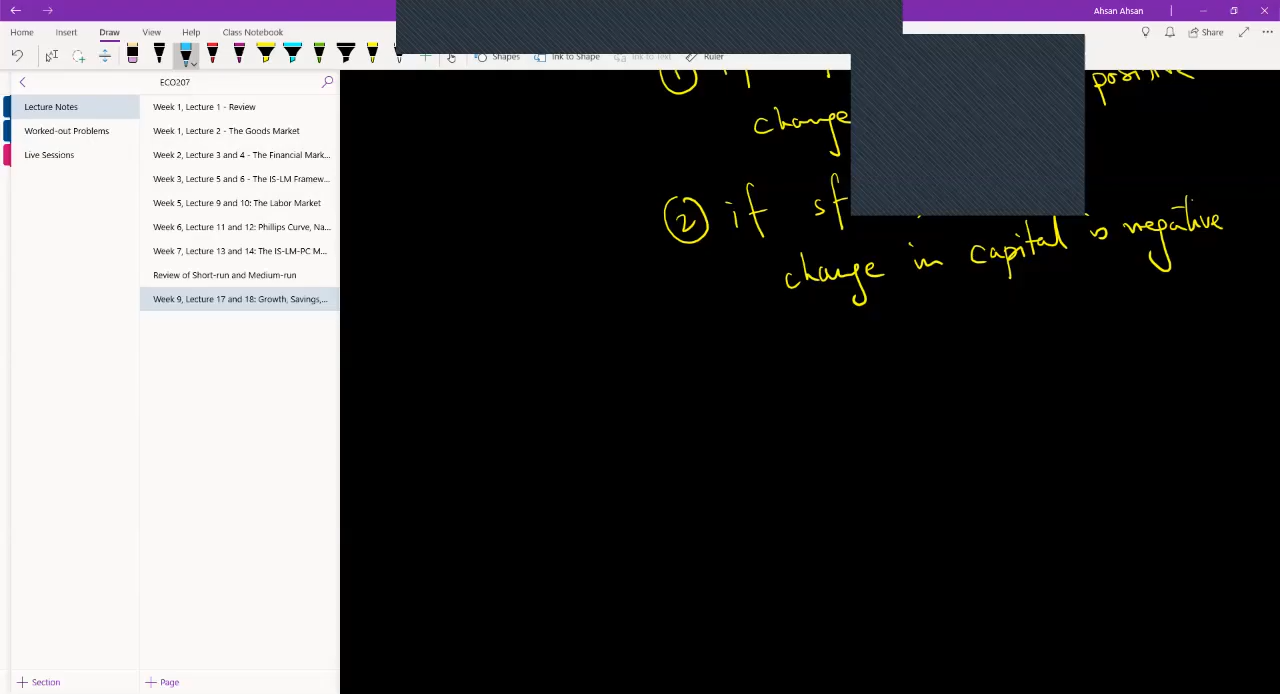 Ahsan Ahsan
Home Insert Draw View Help Class Notebook
Share
Shapes Ink to Shape Ink to Text Ruler
ECO207
Lecture Notes
Worked-out Problems
Live Sessions
Week 1, Lecture 1 - Review
Week 1, Lecture 2 - The Goods Market
Week 2, Lecture 3 and 4 - The Financial Mark...
Week 3, Lecture 5 and 6 - The IS-LM Framew...
Week 5, Lecture 9 and 10: The Labor Market
Week 6, Lecture 11 and 12: Phillips Curve, Na...
Week 7, Lecture 13 and 14: The IS-LM-PC M...
Review of Short-run and Medium-run
Week 9, Lecture 17 and 18: Growth, Savings,...
1 if positive
change
2 if
change in capital is negative
+ Section
+ Page